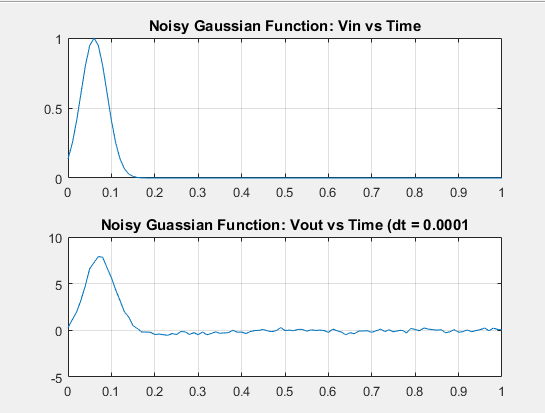 Noisy Gaussian Function: Vin vs Time
1
0.5
0
0 0.1 0.2 0.3 0.4 0.5 0.6 0.7 0.8 0.9 1
Noisy Guassian Function: Vout vs Time (dt = 0.0001
10
5
0
-5
0 0.1 0.2 0.3 0.4 0.5 0.6 0.7 0.8 0.9 1